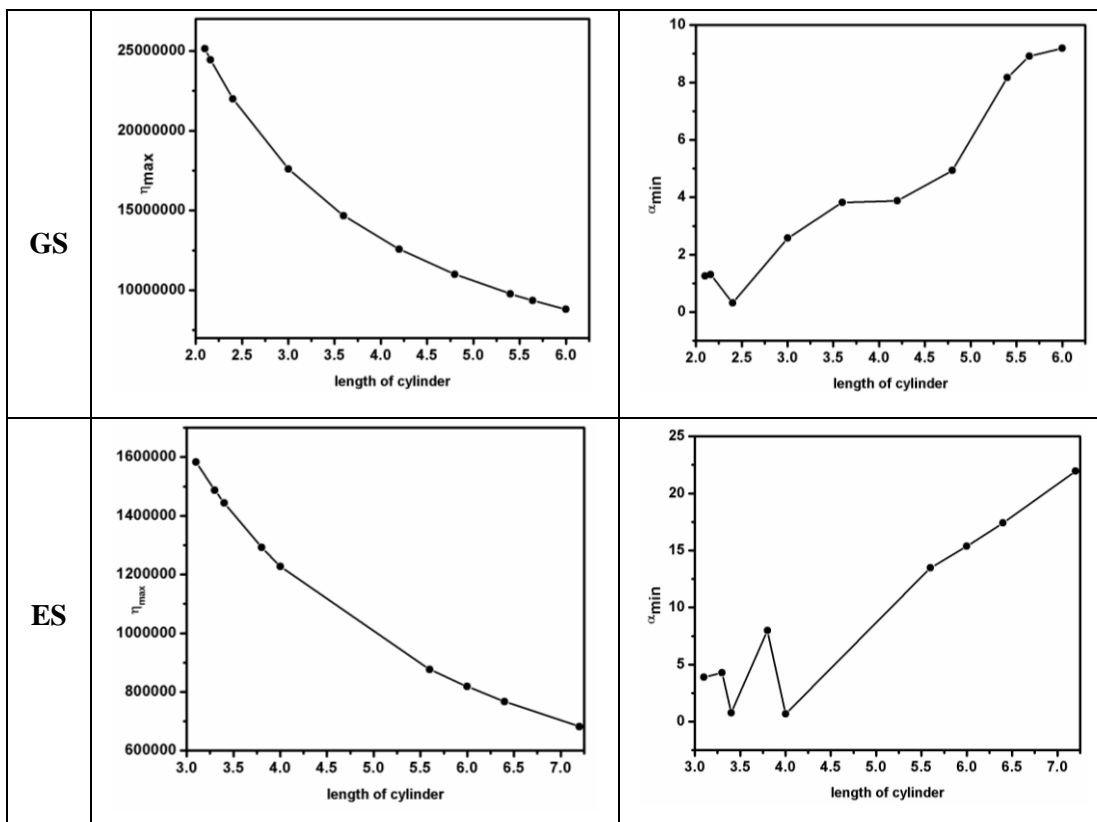 GS
25000000
20000000
15000000
10000000
ηmax
2.0 2.5 3.0 3.5 4.0 4.5 5.0 5.5 6.0
length of cylinder
10
8
6
4
2
0
αmin
2.0 2.5 3.0 3.5 4.0 4.5 5.0 5.5 6.0
length of cylinder
ES
1600000
1400000
1200000
1000000
800000
600000
ηmax
3.0 3.5 4.0 4.5 5.0 5.5 6.0 6.5 7.0
length of cylinder
25
20
15
10
5
0
αmin
3.0 3.5 4.0 4.5 5.0 5.5 6.0 6.5 7.0
length of cylinder